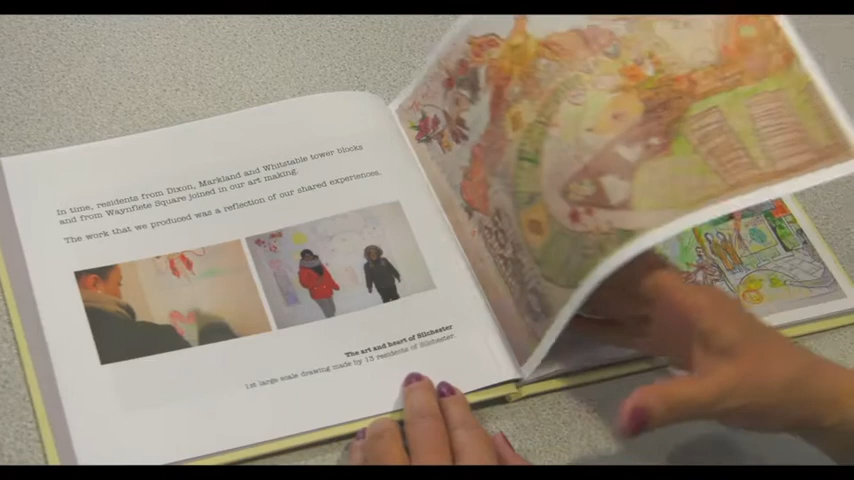 In time, residents from Dixon, Markland and Whitstable tower blocks
and from Waynflete Square joined in our art making.
The work that we produced was a reflection of our shared experiences.
The art and heart of Silchester
1st large scale drawing made by 13 residents of Silchester.